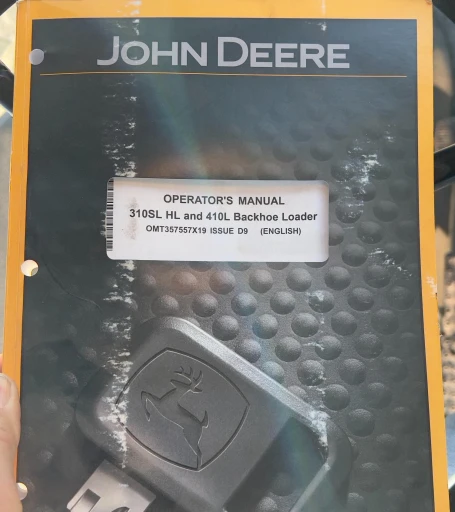 JOHN DEERE
OPERATOR'S MANUAL
310SL HL and 410L Backhoe Loader
OMT357557X19 ISSUE D9 (ENGLISH)